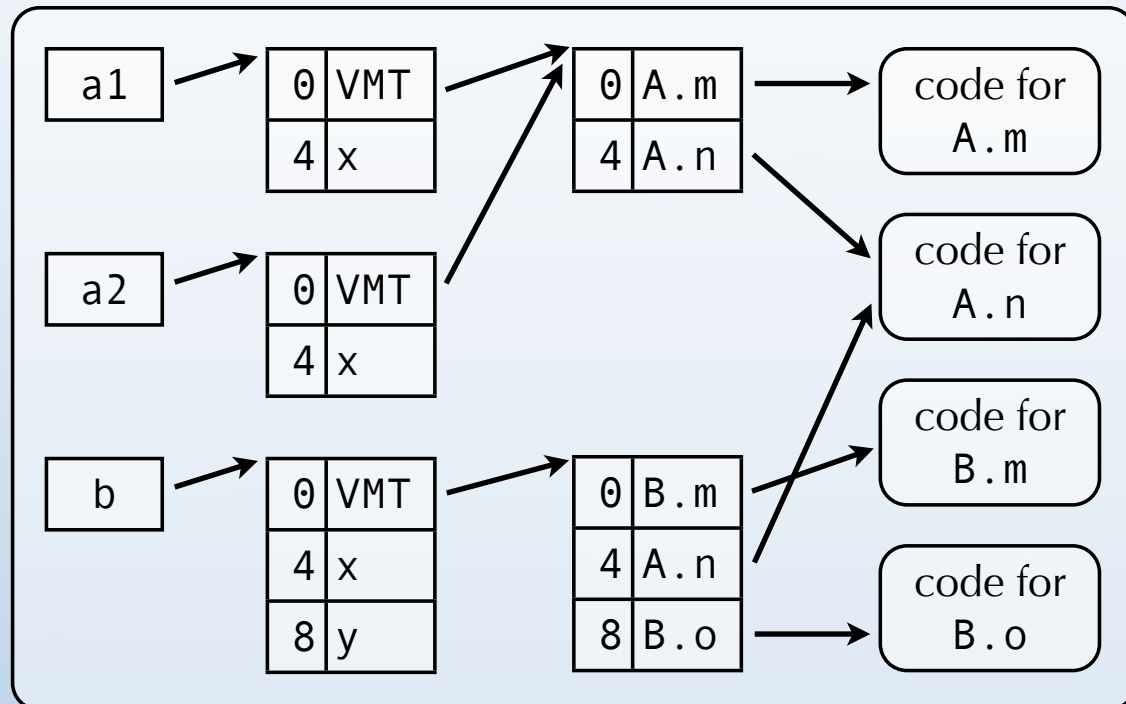 a1
0 VMT
4 x
0 A.m
4 A.n
code for
A.m
a2
0 VMT
4 x
code for
A.n
b
0 VMT
4 x
8 y
0 B.m
4 A.n
8 B.o
code for
B.m
code for
B.o